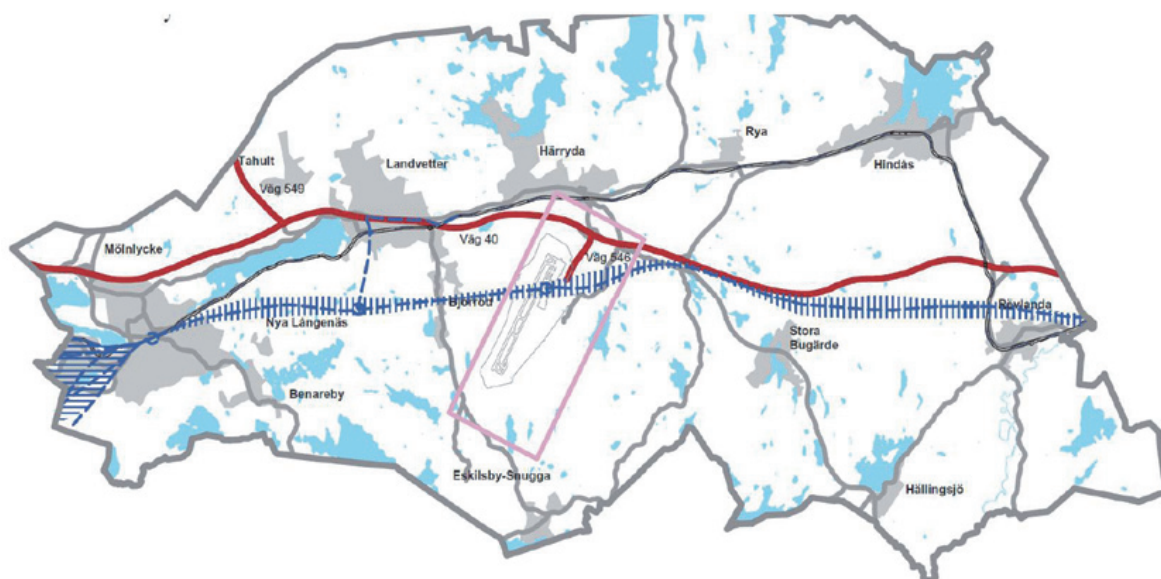 Rya
Tahult
Landvetter
Härryda
Hindås
Väg 549
Mölnlycke
Väg 40
Väg 546
Björröd
Rävlanda
Nya Långenäs
Stora
Bugärde
Benareby
Eskilsby-Snugga
Hällingsjö